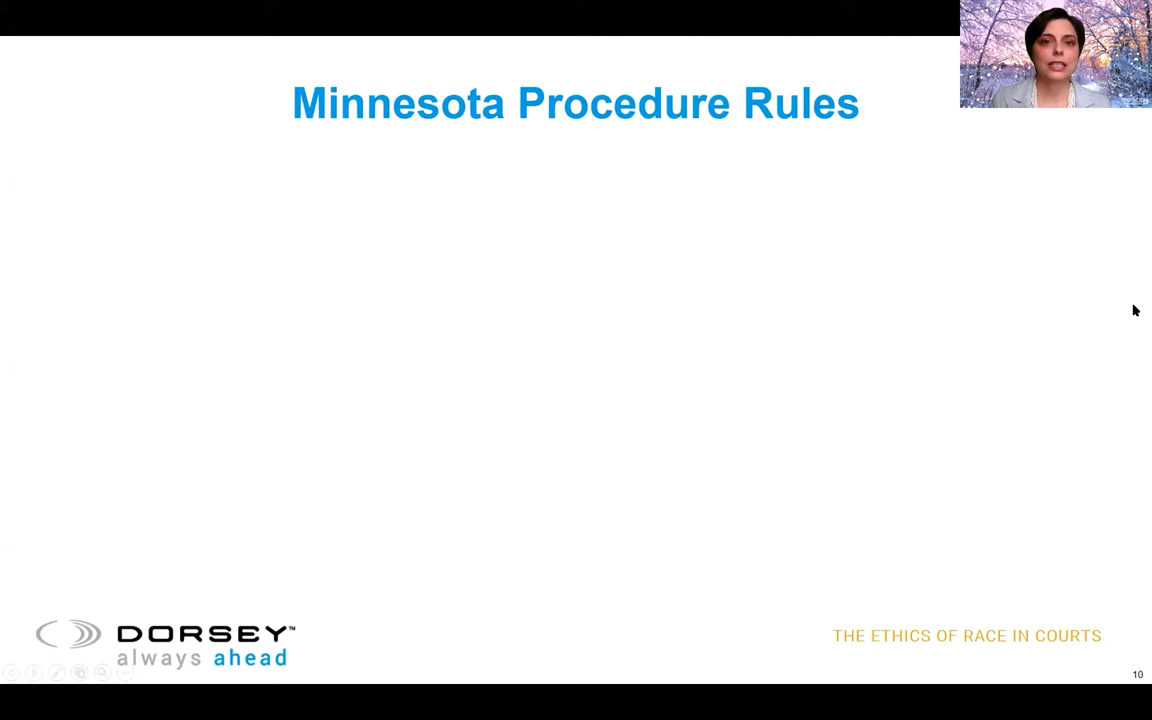 Minnesota Procedure Rules
DORSEY™
always ahead
THE ETHICS OF RACE IN COURTS
10